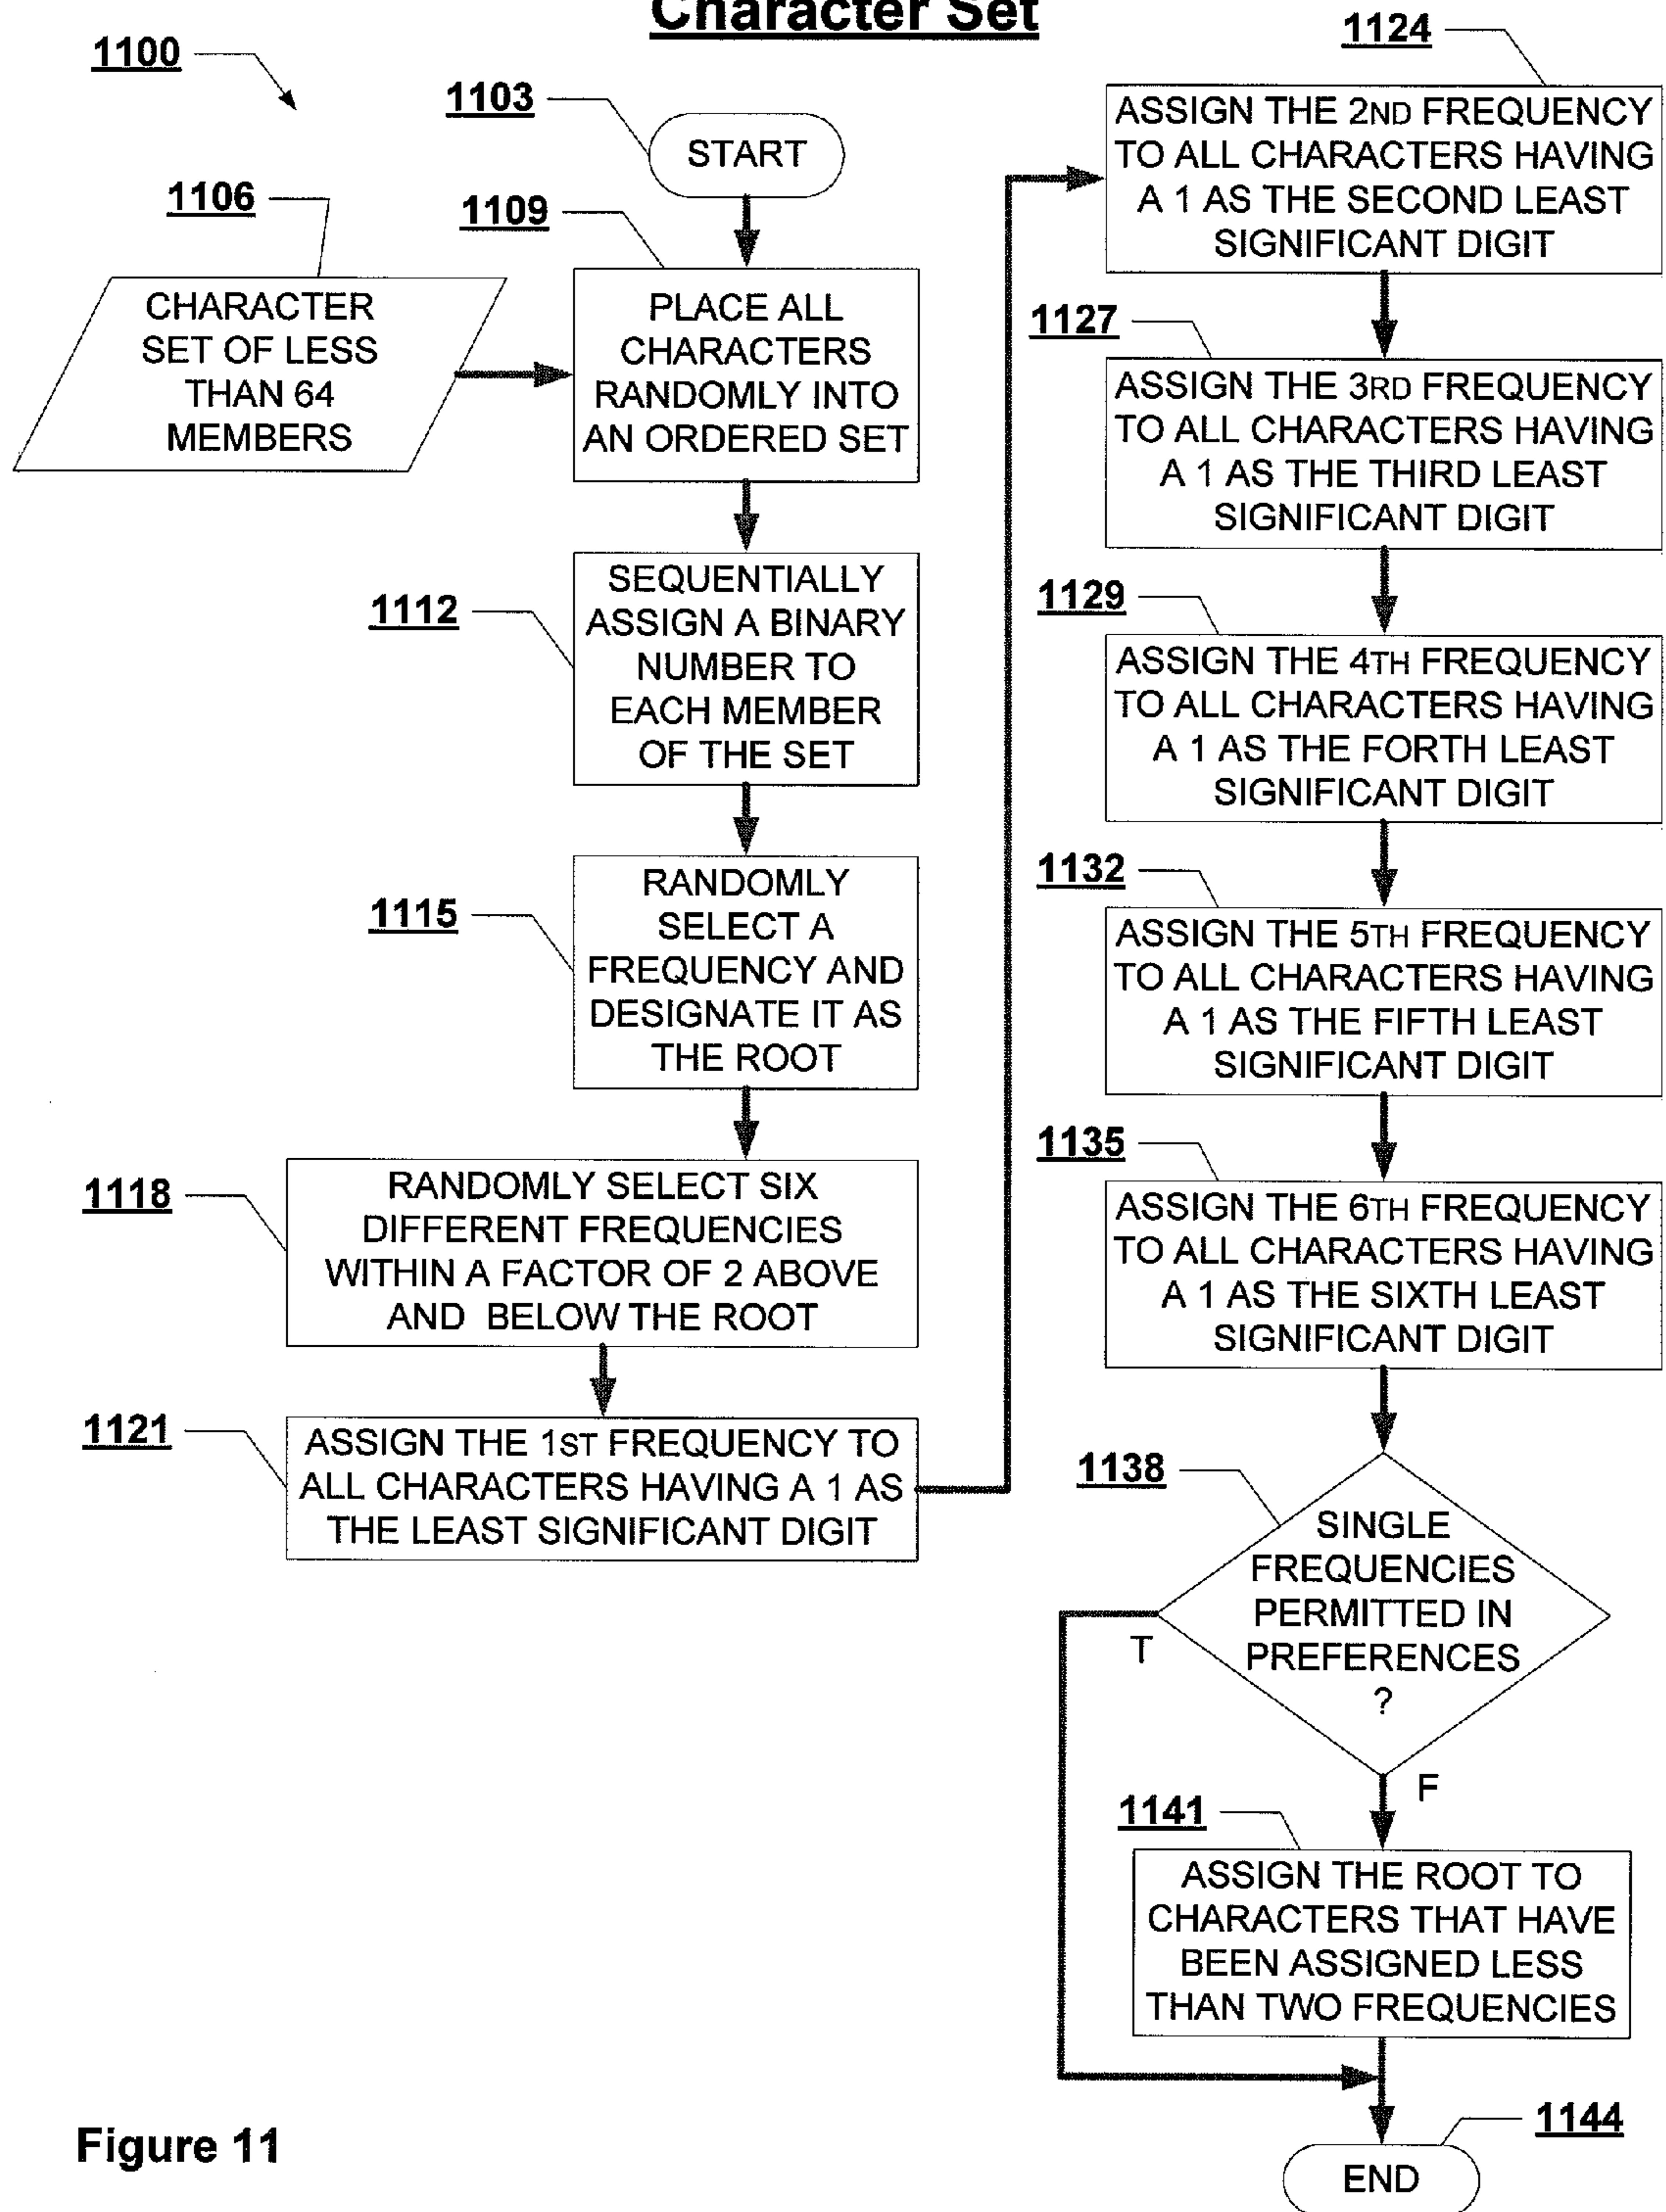 Character Set
1100
1103
START
1106
CHARACTER
SET OF LESS
THAN 64
MEMBERS
1109
PLACE ALL
CHARACTERS
RANDOMLY INTO
AN ORDERED SET
1112
SEQUENTIALLY
ASSIGN A BINARY
NUMBER TO
EACH MEMBER
OF THE SET
1115
RANDOMLY
SELECT A
FREQUENCY AND
DESIGNATE IT AS
THE ROOT
1118
RANDOMLY SELECT SIX
DIFFERENT FREQUENCIES
WITHIN A FACTOR OF 2 ABOVE
AND BELOW THE ROOT
1121
ASSIGN THE 1ST FREQUENCY TO
ALL CHARACTERS HAVING A 1 AS
THE LEAST SIGNIFICANT DIGIT
1124
ASSIGN THE 2ND FREQUENCY
TO ALL CHARACTERS HAVING
A 1 AS THE SECOND LEAST
SIGNIFICANT DIGIT
1127
ASSIGN THE 3RD FREQUENCY
TO ALL CHARACTERS HAVING
A 1 AS THE THIRD LEAST
SIGNIFICANT DIGIT
1129
ASSIGN THE 4TH FREQUENCY
TO ALL CHARACTERS HAVING
A 1 AS THE FORTH LEAST
SIGNIFICANT DIGIT
1132
ASSIGN THE 5TH FREQUENCY
TO ALL CHARACTERS HAVING
A 1 AS THE FIFTH LEAST
SIGNIFICANT DIGIT
1135
ASSIGN THE 6TH FREQUENCY
TO ALL CHARACTERS HAVING
A 1 AS THE SIXTH LEAST
SIGNIFICANT DIGIT
1138
SINGLE
FREQUENCIES
PERMITTED IN
PREFERENCES
?
T
F
1141
ASSIGN THE ROOT TO
CHARACTERS THAT HAVE
BEEN ASSIGNED LESS
THAN TWO FREQUENCIES
1144
END
Figure 11